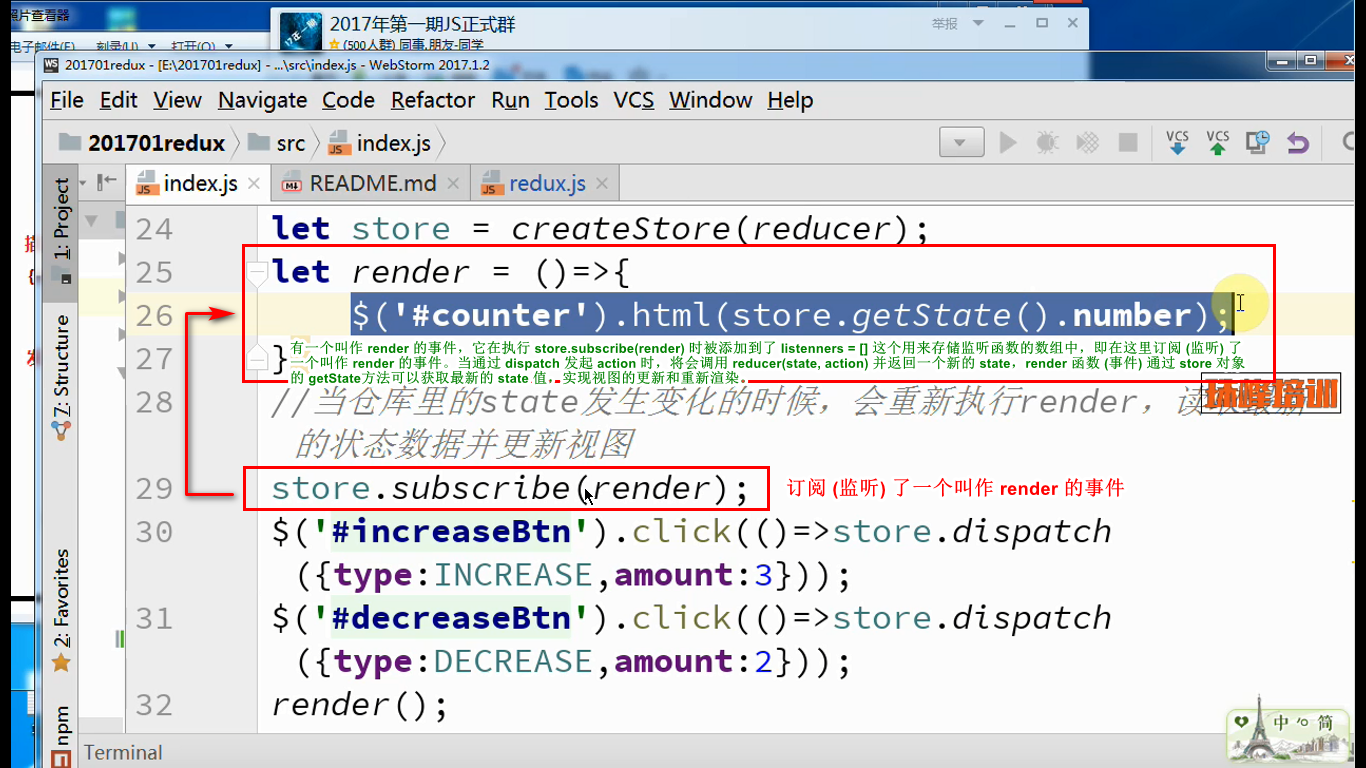 照片查看器
2017年第一期JS正式群
举报
电子邮件(E) 刻录(U) 打开(O)
(500人群) 同事.朋友-同学
201701redux - [E:\201701redux] - ...\src\index.js - WebStorm 2017.1.2
File Edit View Navigate Code Refactor Run Tools VCS Window Help
201701redux src index.js
VCS VCS
index.js README.md redux.js
1: Project
7: Structure
2: Favorites
npm
24 let store = createStore(reducer);
25 let render = ()=>{
26 $('#counter').html(store.getState().number);
27 }
有一个叫作 render 的事件，它在执行 store.subscribe(render) 时被添加到了 listenners = [] 这个用来存储监听函数的数组中，即在这里订阅 (监听) 了
一个叫作 render 的事件。当通过 dispatch 发起 action 时，将会调用 reducer(state, action) 并返回一个新的 state，render 函数 (事件) 通过 store 对象
的 getState方法可以获取最新的 state 值，实现视图的更新和重新渲染。
28 //当仓库里的state发生变化的时候，会重新执行render，读取最新
的状态数据并更新视图
环峰培训
29 store.subscribe(render);
订阅 (监听) 了一个叫作 render 的事件
30 $('#increaseBtn').click(()=>store.dispatch
({type:INCREASE,amount:3}));
31 $('#decreaseBtn').click(()=>store.dispatch
({type:DECREASE,amount:2}));
32 render();
Terminal
中 简